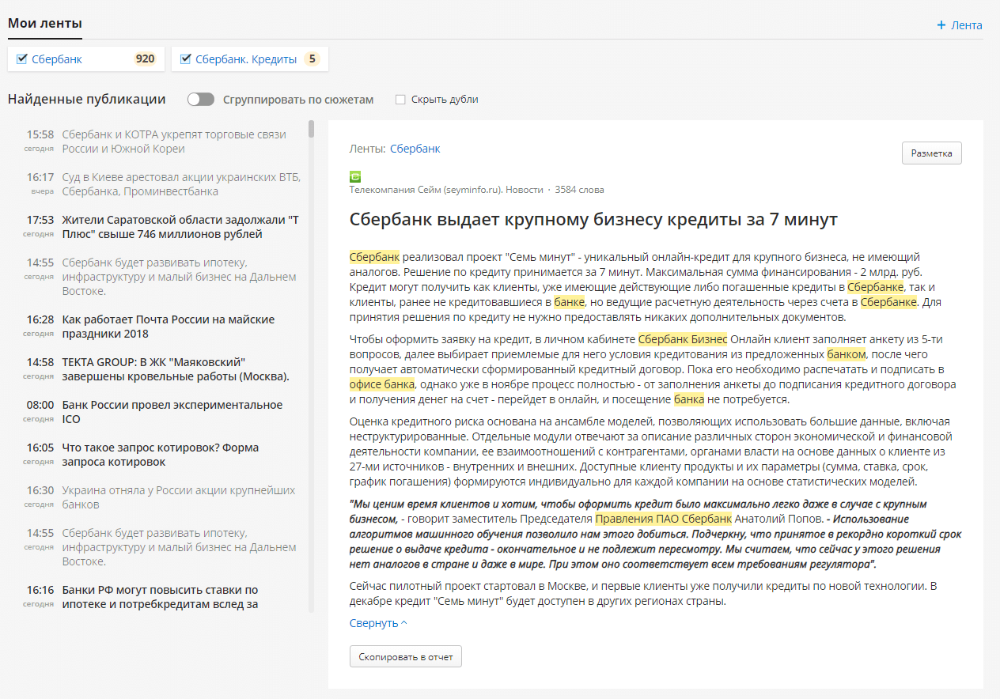 Мои ленты
+ Лента
Сбербанк 920
Сбербанк. Кредиты 5
Найденные публикации
Сгруппировать по сюжетам
Скрыть дубли
15:58 Сбербанк и КОТРА укрепят торговые связи
сегодня России и Южной Кореи
16:17 Суд в Киеве арестовал акции украинских ВТБ,
вчера Сбербанка, Проминвестбанка
17:53 Жители Саратовской области задолжали "Т
сегодня Плюс" свыше 746 миллионов рублей
14:55 Сбербанк будет развивать ипотеку,
сегодня инфраструктуру и малый бизнес на Дальнем
Востоке.
16:28 Как работает Почта России на майские
сегодня праздники 2018
14:58 TEKTA GROUP: В ЖК "Маяковский"
сегодня завершены кровельные работы (Москва).
08:00 Банк России провел экспериментальное
сегодня ICO
16:05 Что такое запрос котировок? Форма
сегодня запроса котировок
16:30 Украина отняла у России акции крупнейших
сегодня банков
14:55 Сбербанк будет развивать ипотеку,
сегодня инфраструктуру и малый бизнес на Дальнем
Востоке.
16:16 Банки РФ могут повысить ставки по
сегодня ипотеке и потребкредитам вслед за
Ленты: Сбербанк
Разметка
Телекомпания Сейм (seyminfo.ru). Новости · 3584 слова
Сбербанк выдает крупному бизнесу кредиты за 7 минут
Сбербанк реализовал проект "Семь минут" - уникальный онлайн-кредит для крупного бизнеса, не имеющий
аналогов. Решение по кредиту принимается за 7 минут. Максимальная сумма финансирования - 2 млрд. руб.
Кредит могут получить как клиенты, уже имеющие действующие либо погашенные кредиты в Сбербанке, так и
клиенты, ранее не кредитовавшиеся в банке, но ведущие расчетную деятельность через счета в Сбербанке. Для
принятия решения по кредиту не нужно предоставлять никаких дополнительных документов.
Чтобы оформить заявку на кредит, в личном кабинете Сбербанк Бизнес Онлайн клиент заполняет анкету из 5-ти
вопросов, далее выбирает приемлемые для него условия кредитования из предложенных банком, после чего
получает автоматически сформированный кредитный договор. Пока его необходимо распечатать и подписать в
офисе банка, однако уже в ноябре процесс полностью - от заполнения анкеты до подписания кредитного договора
и получения денег на счет - перейдет в онлайн, и посещение банка не потребуется.
Оценка кредитного риска основана на ансамбле моделей, позволяющих использовать большие данные, включая
неструктурированные. Отдельные модули отвечают за описание различных сторон экономической и финансовой
деятельности компании, ее взаимоотношений с контрагентами, органами власти на основе данных о клиенте из
27-ми источников - внутренних и внешних. Доступные клиенту продукты и их параметры (сумма, ставка, срок,
график погашения) формируются индивидуально для каждой компании на основе статистических моделей.
"Мы ценим время клиентов и хотим, чтобы оформить кредит было максимально легко даже в случае с крупным
бизнесом, - говорит заместитель Председателя Правления ПАО Сбербанк Анатолий Попов. - Использование
алгоритмов машинного обучения позволило нам этого добиться. Подчеркну, что принятое в рекордно короткий срок
решение о выдаче кредита - окончательное и не подлежит пересмотру. Мы считаем, что сейчас у этого решения
нет аналогов в стране и даже в мире. При этом оно соответствует всем требованиям регулятора".
Сейчас пилотный проект стартовал в Москве, и первые клиенты уже получили кредиты по новой технологии. В
декабре кредит "Семь минут" будет доступен в других регионах страны.
Свернуть
Скопировать в отчет